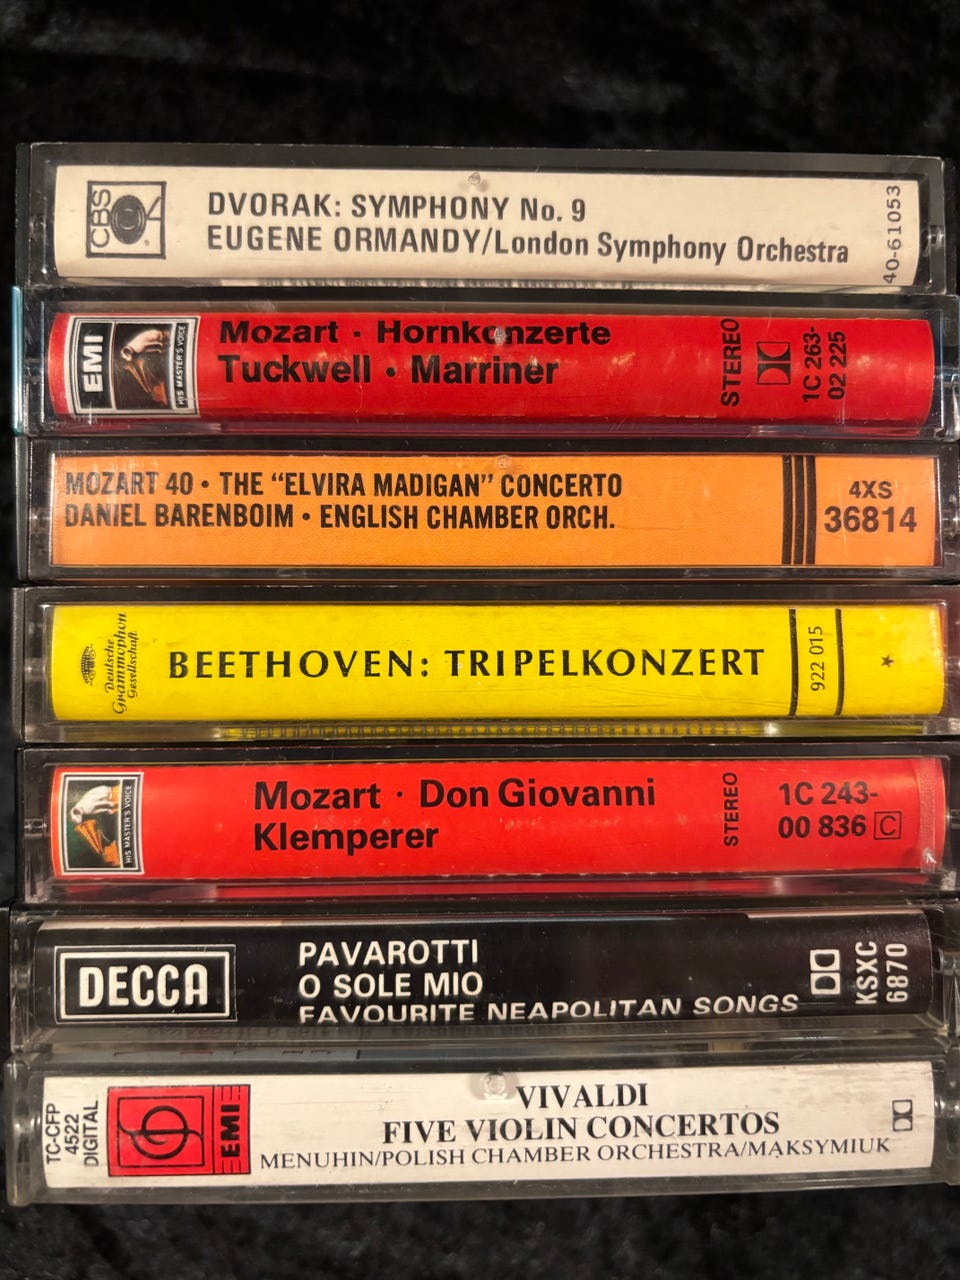 CBS
DVORAK: SYMPHONY No. 9
EUGENE ORMANDY/London Symphony Orchestra
40-61053
EMI
HIS MASTER'S VOICE
Mozart · Hornkonzerte
Tuckwell · Marriner
STEREO
1C 263-
02 225
MOZART 40 • THE “ELVIRA MADIGAN” CONCERTO
DANIEL BARENBOIM • ENGLISH CHAMBER ORCH.
4XS
36814
Deutsche
Grammophon
Gesellschaft
BEETHOVEN: TRIPELKONZERT
922 015
HIS MASTER'S VOICE
Mozart · Don Giovanni
Klemperer
STEREO
1C 243-
00 836 C
DECCA
PAVAROTTI
O SOLE MIO
FAVOURITE NEAPOLITAN SONGS
KSXC
6870
TC-CFP
4522
DIGITAL
EMI
VIVALDI
FIVE VIOLIN CONCERTOS
MENUHIN/POLISH CHAMBER ORCHESTRA/MAKSYMIUK